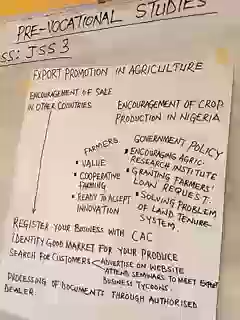 PRE-VOCATIONAL STUDIES
SS: JSS 3
EXPORT PROMOTION IN AGRICULTURE
ENCOURAGEMENT OF SALE
IN OTHER COUNTRIES
ENCOURAGEMENT OF CROP
PRODUCTION IN NIGERIA
FARMERS
• VALUE
• COOPERATIVE
FARMING
• READY TO ACCEPT
INNOVATION
GOVERNMENT POLICY
• ENCOURAGING AGRIC.
RESEARCH INSTITUTE
• GRANTING FARMERS'
LOAN REQUEST.
• SOLVING PROBLEM
OF LAND TENURE-
SYSTEM.
REGISTER YOUR BUSINESS WITH CAC
IDENTIFY GOOD MARKET FOR YOUR PRODUCE
SEARCH FOR CUSTOMERS
ADVERTISE ON WEBSITE
ATTEND SEMINARS TO MEET EXPORT
BUSINESS TYCOONS.
PROCESSING OF DOCUMENTS THROUGH AUTHORISED
DEALER.